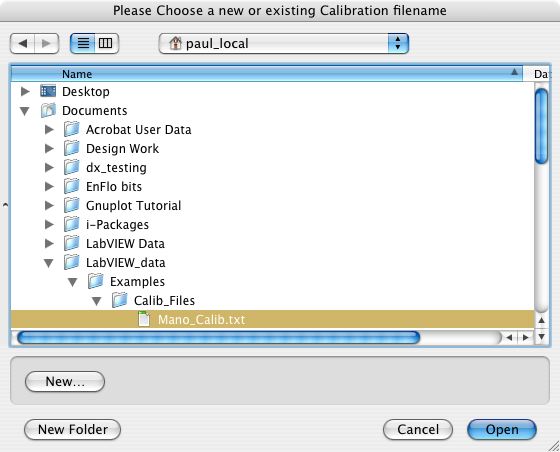 Please Choose a new or existing Calibration filename
paul_local
Name Da
Desktop
Documents
Acrobat User Data
Design Work
dx_testing
EnFlo bits
Gnuplot Tutorial
i-Packages
LabVIEW Data
LabVIEW_data
Examples
Calib_Files
Mano_Calib.txt
New...
New Folder Cancel Open